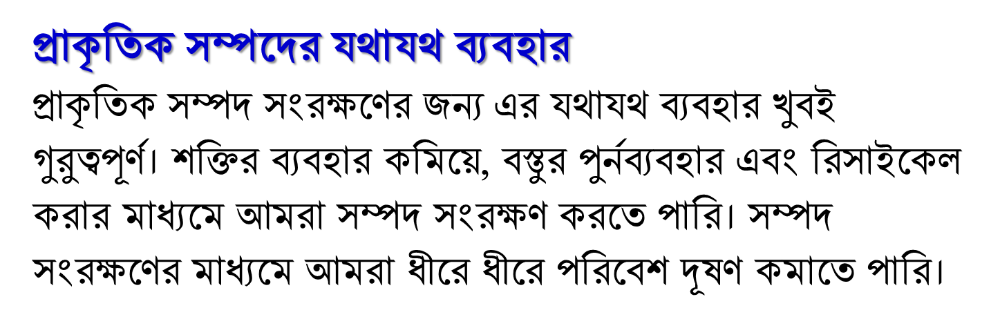 প্রাকৃতিক সম্পদের যথাযথ ব্যবহার
প্রাকৃতিক সম্পদ সংরক্ষণের জন্য এর যথাযথ ব্যবহার খুবই
গুরুত্বপূর্ণ। শক্তির ব্যবহার কমিয়ে, বস্তুর পুর্নব্যবহার এবং রিসাইকেল
করার মাধ্যমে আমরা সম্পদ সংরক্ষণ করতে পারি। সম্পদ
সংরক্ষণের মাধ্যমে আমরা ধীরে ধীরে পরিবেশ দূষণ কমাতে পারি।